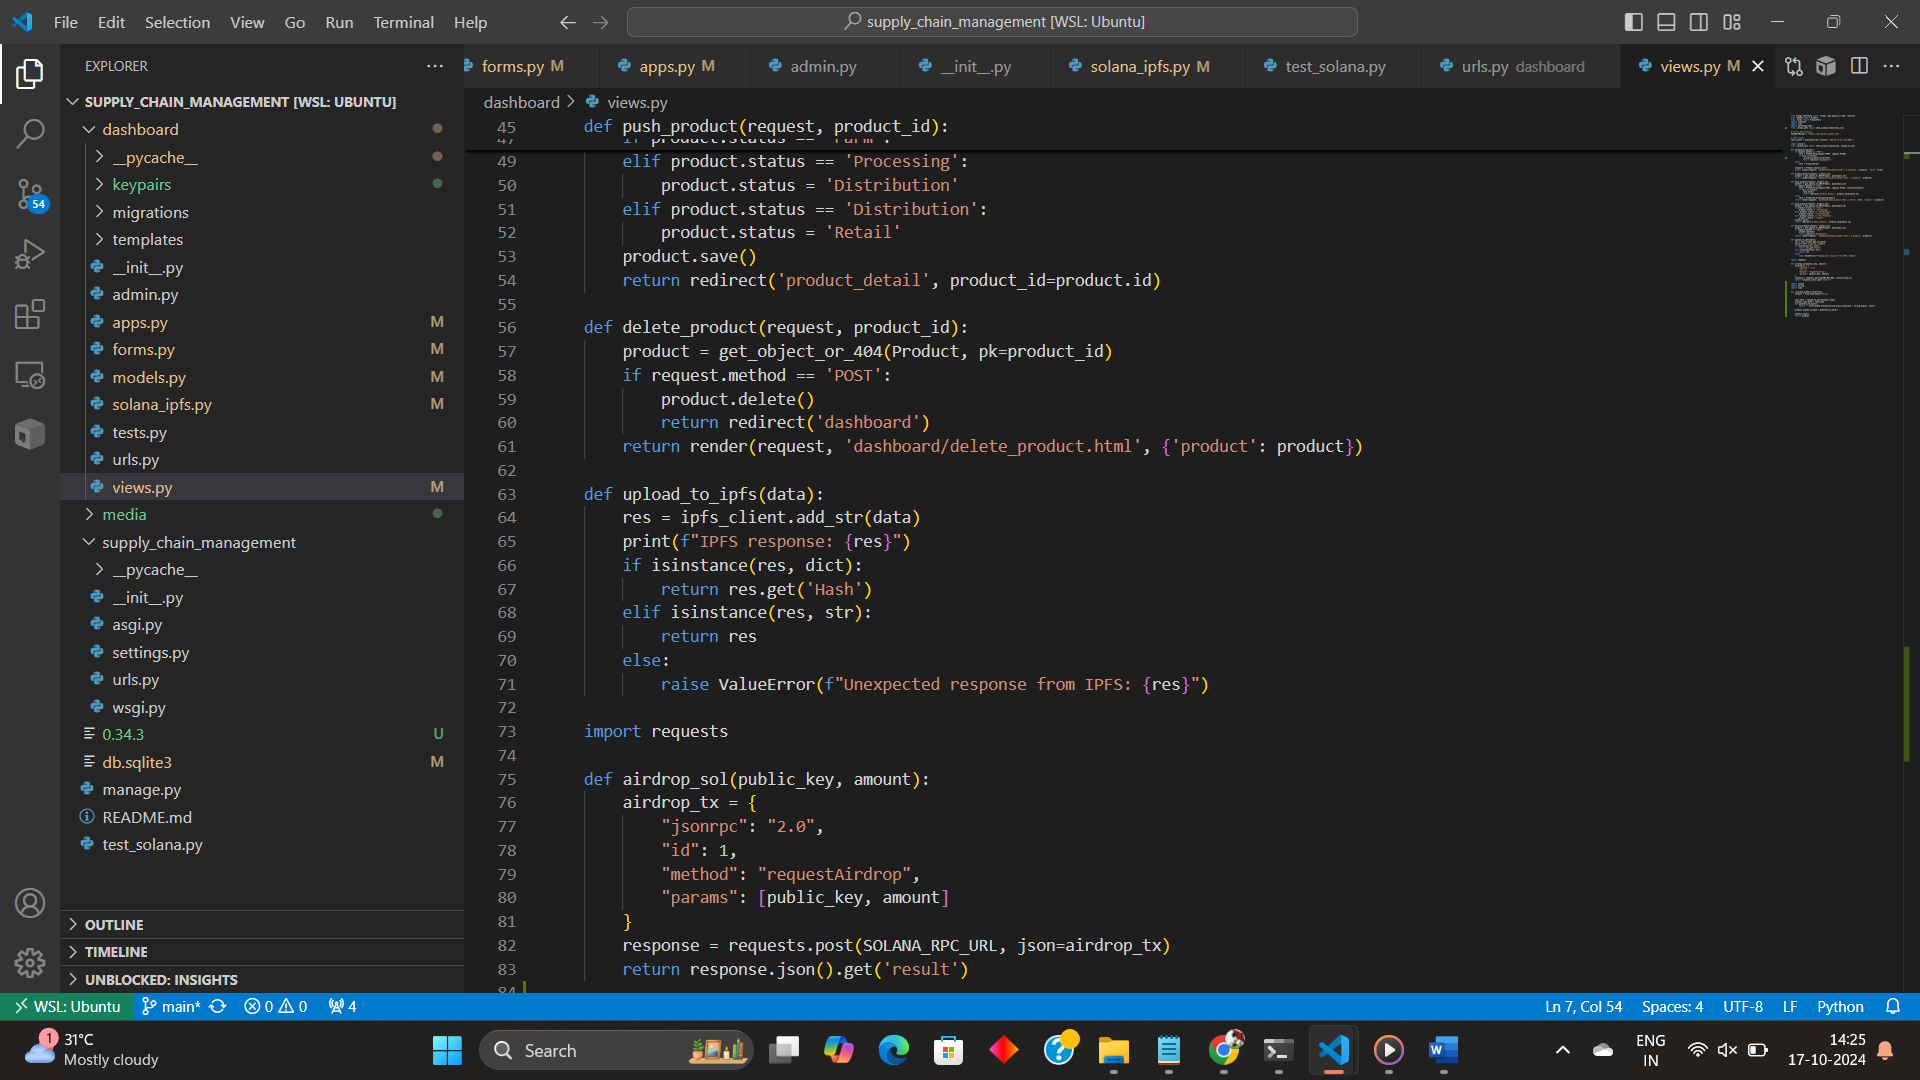 File Edit Selection View Go Run Terminal Help
supply_chain_management [WSL: Ubuntu]
EXPLORER
forms.py M
apps.py M
admin.py
__init__.py
solana_ipfs.py M
test_solana.py
urls.py dashboard
views.py M
SUPPLY_CHAIN_MANAGEMENT [WSL: UBUNTU]
dashboard
__pycache__
keypairs
migrations
templates
__init__.py
admin.py
apps.py M
forms.py M
models.py M
solana_ipfs.py M
tests.py
urls.py
views.py M
media
supply_chain_management
__pycache__
__init__.py
asgi.py
settings.py
urls.py
wsgi.py
0.34.3 U
db.sqlite3 M
manage.py
README.md
test_solana.py
OUTLINE
TIMELINE
UNBLOCKED: INSIGHTS
54
dashboard > views.py
45 def push_product(request, product_id):
49 elif product.status == 'Processing':
50 product.status = 'Distribution'
51 elif product.status == 'Distribution':
52 product.status = 'Retail'
53 product.save()
54 return redirect('product_detail', product_id=product.id)
55
56 def delete_product(request, product_id):
57 product = get_object_or_404(Product, pk=product_id)
58 if request.method == 'POST':
59 product.delete()
60 return redirect('dashboard')
61 return render(request, 'dashboard/delete_product.html', {'product': product})
62
63 def upload_to_ipfs(data):
64 res = ipfs_client.add_str(data)
65 print(f"IPFS response: {res}")
66 if isinstance(res, dict):
67 return res.get('Hash')
68 elif isinstance(res, str):
69 return res
70 else:
71 raise ValueError(f"Unexpected response from IPFS: {res}")
72
73 import requests
74
75 def airdrop_sol(public_key, amount):
76 airdrop_tx = {
77 "jsonrpc": "2.0",
78 "id": 1,
79 "method": "requestAirdrop",
80 "params": [public_key, amount]
81 }
82 response = requests.post(SOLANA_RPC_URL, json=airdrop_tx)
83 return response.json().get('result')
84
WSL: Ubuntu main* 0 0 4
Ln 7, Col 54 Spaces: 4 UTF-8 LF Python
1
31°C
Mostly cloudy
Search
ENG
IN
14:25
17-10-2024